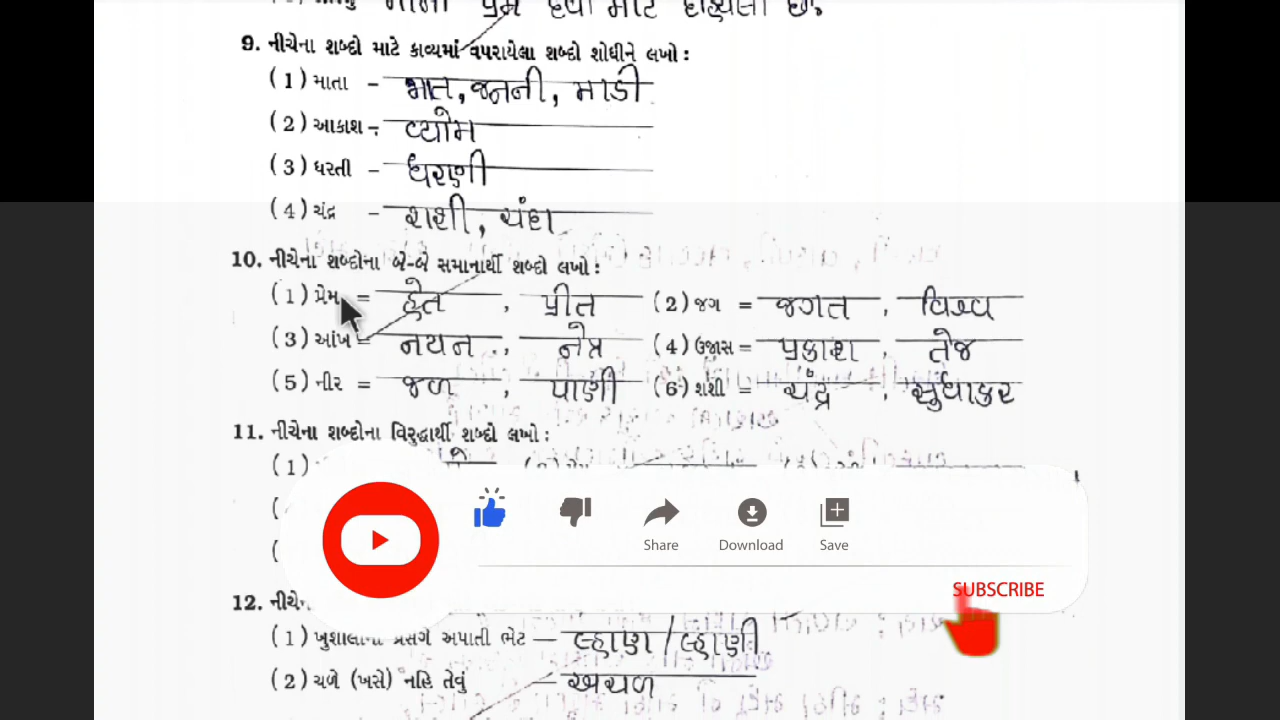 માટે
9. નીચેના શબ્દો માટે કાવ્યમાં વપરાયેલા શબ્દો શોધીને લખો :
(1) માતા - માત, જનની, માડી
(2) આકાશ - વ્યોમ
(3) ધરતી - ધરણી
(4) ચંદ્ર - શશી, ચંદા
10. નીચેના શબ્દોના બે-બે સમાનાર્થી શબ્દો લખો :
(1) પ્રેમ = હેત, પ્રીત (2) જગ = જગત, વિશ્વ
(3) આંખ = નયન, નેત્ર (4) ઉજાસ = પ્રકાશ, તેજ
(5) નીર = જળ, પાણી (6) શશી = ચંદ્ર, સુધાકર
11. નીચેના શબ્દોના વિરુદ્ધાર્થી શબ્દો લખો :
(1)
Share Download Save
SUBSCRIBE
12.
(1) ખુશાલીના પ્રસંગે અપાતી ભેટ — લ્હાણ / લ્હાણી
(2) ચળે (ખસે) નહિ તેવું — અચળ